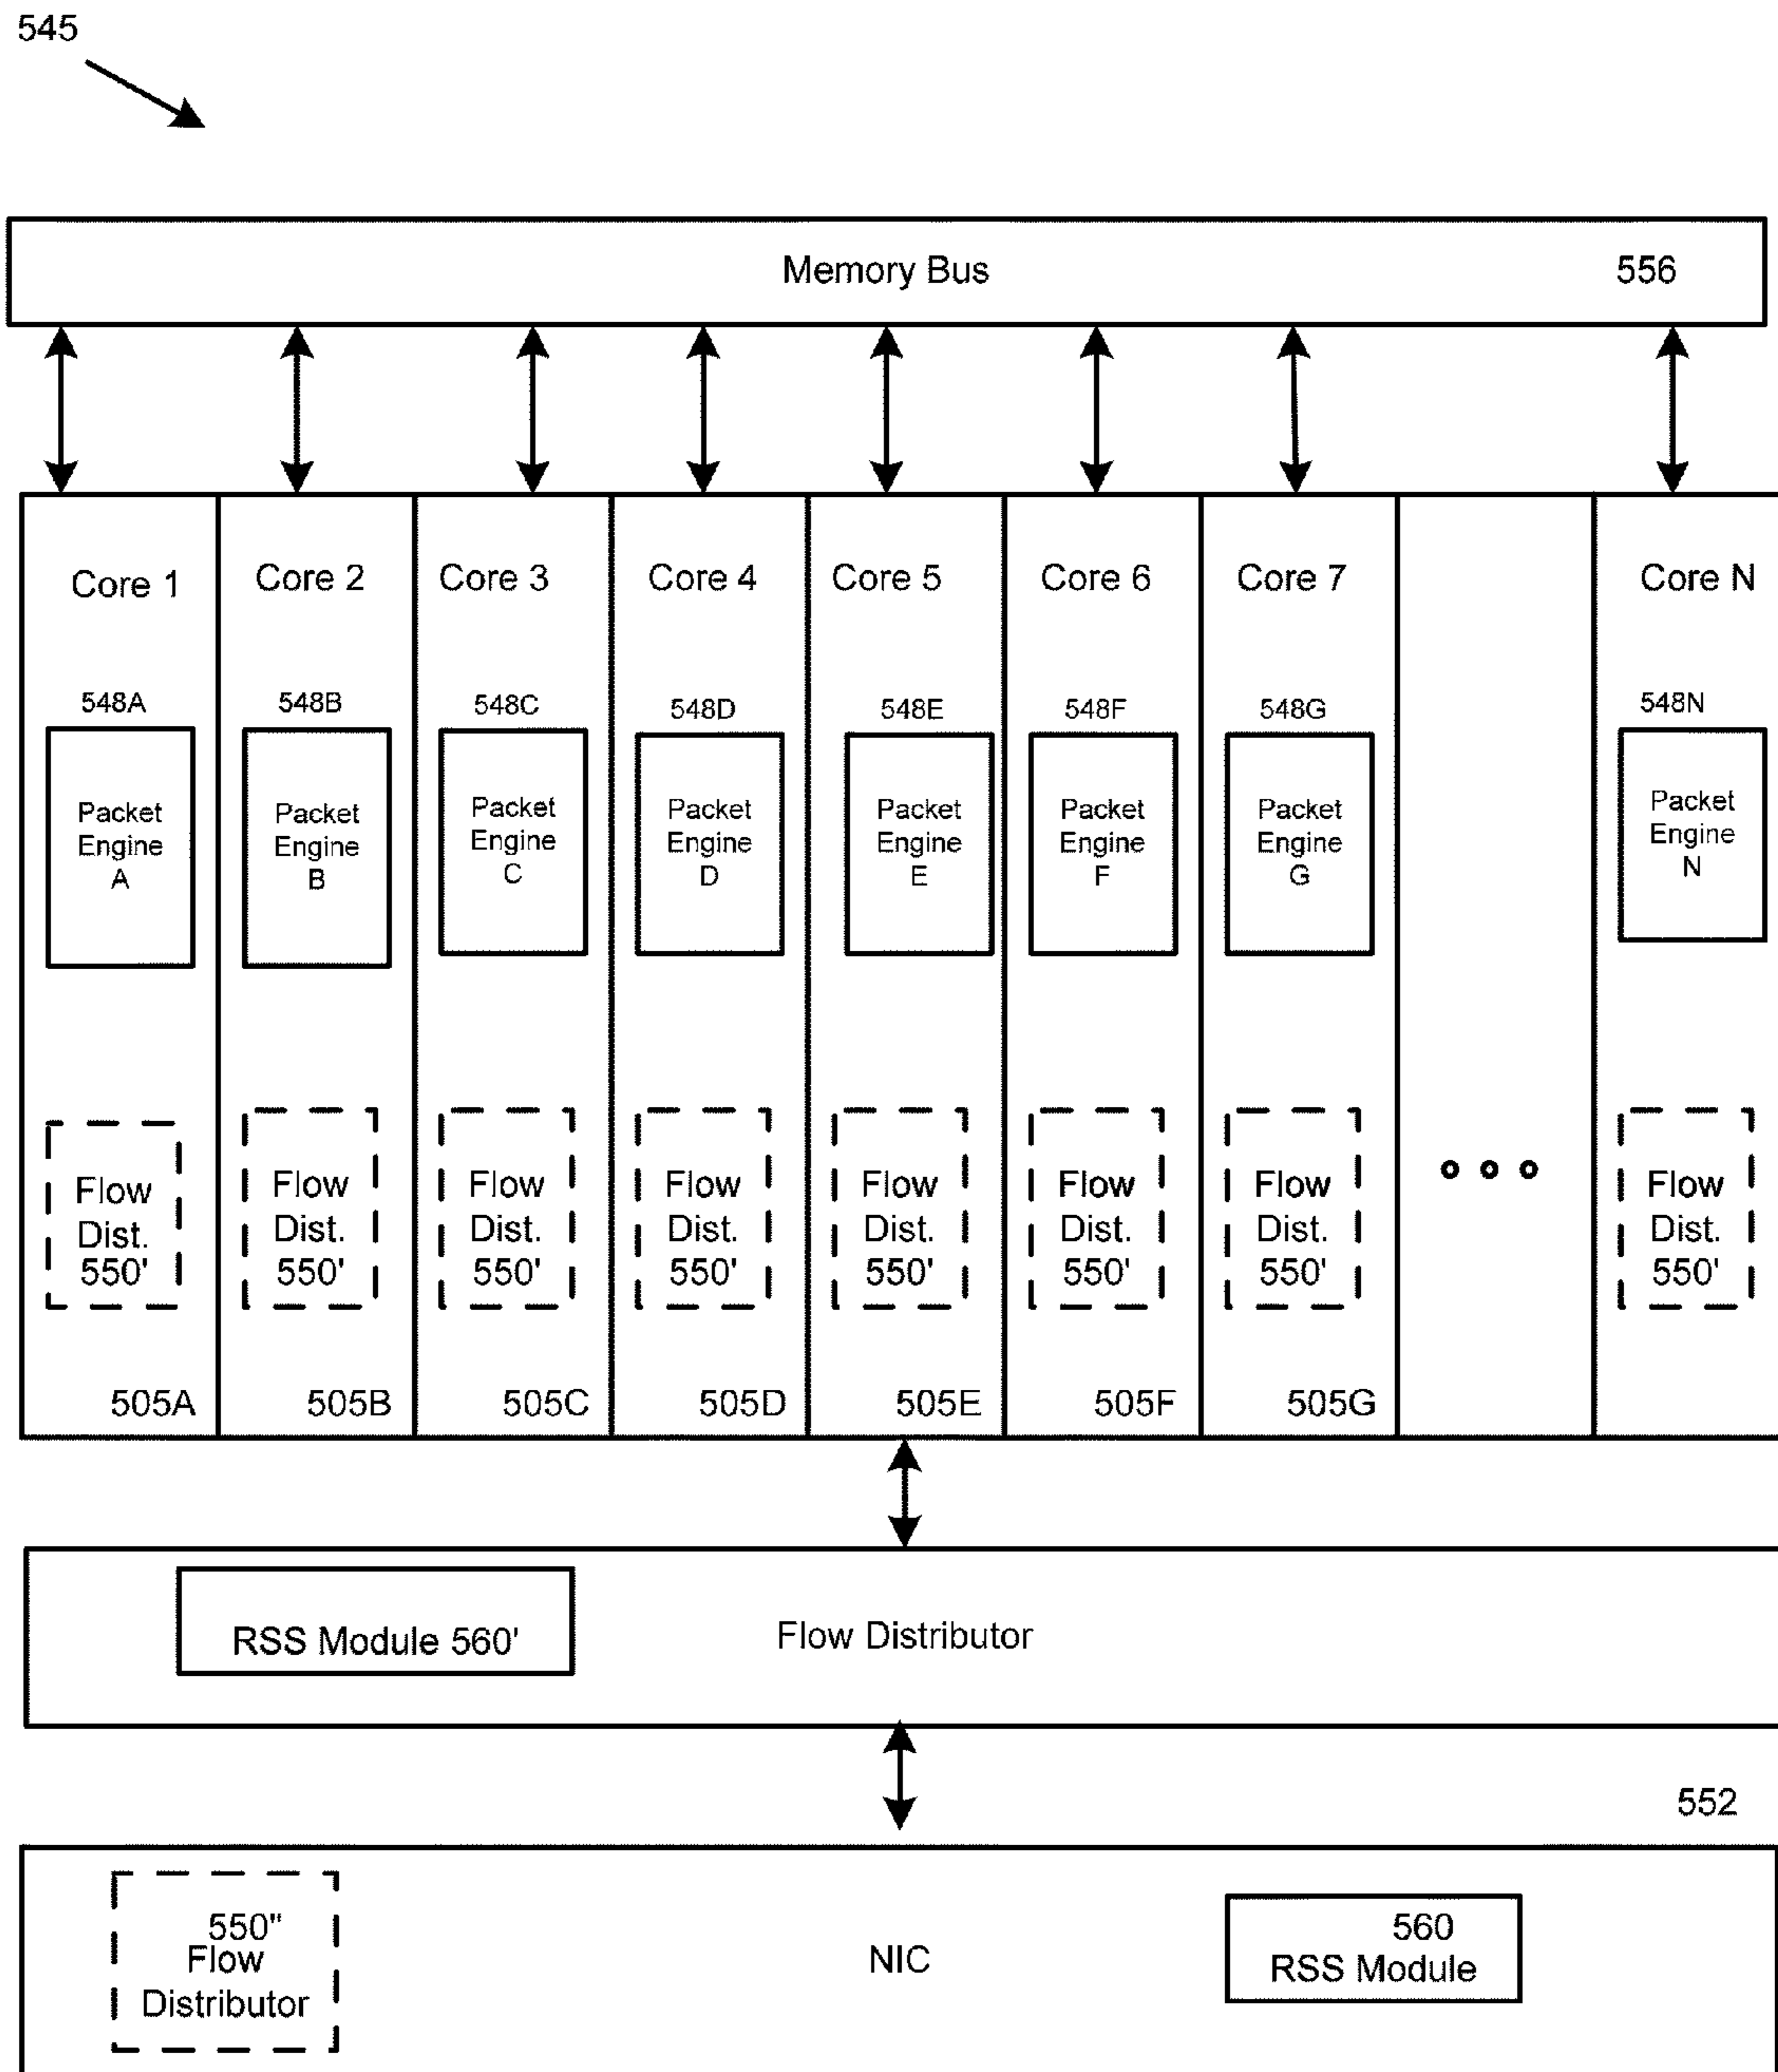 545
Memory Bus 556
Core 1 Core 2 Core 3 Core 4 Core 5 Core 6 Core 7 Core N
548A 548B 548C 548D 548E 548F 548G 548N
Packet Packet Packet Packet Packet Packet Packet Packet
Engine Engine Engine Engine Engine Engine Engine Engine
A B C D E F G N
Flow Flow Flow Flow Flow Flow Flow Flow
Dist. Dist. Dist. Dist. Dist. Dist. Dist. Dist.
550' 550' 550' 550' 550' 550' 550' 550'
505A 505B 505C 505D 505E 505F 505G
RSS Module 560' Flow Distributor
552
550"
Flow
Distributor
NIC
560
RSS Module